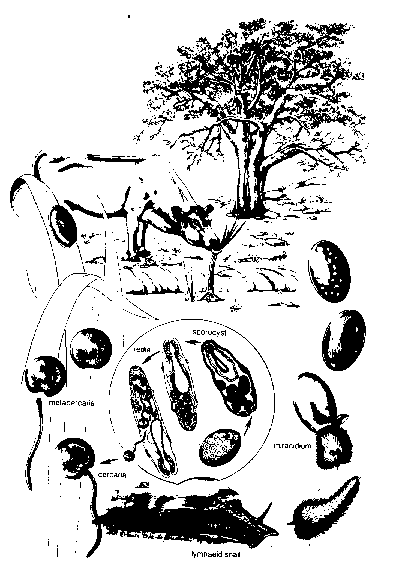 sporocyst
redia
metacercaria
miracidium
cercaria
lymnaeid snail